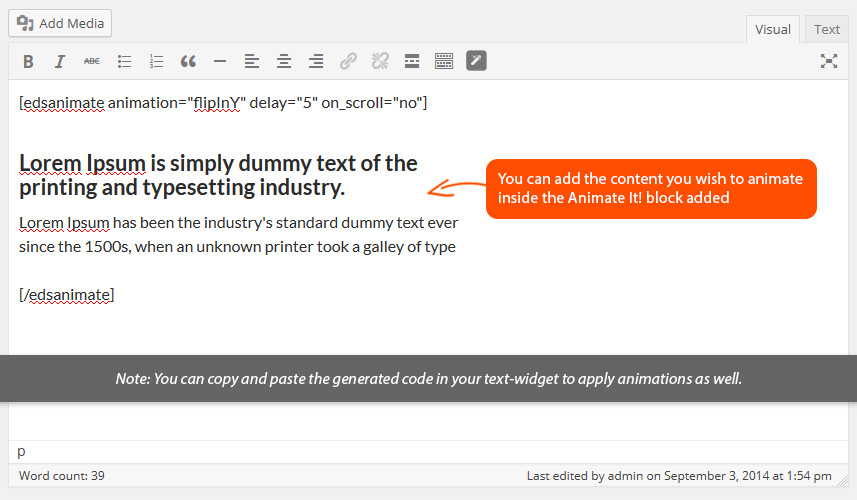 Add Media
Visual
Text
B I ABC
[edsanimate animation="flipInY" delay="5" on_scroll="no"]
Lorem Ipsum is simply dummy text of the
printing and typesetting industry.
You can add the content you wish to animate
inside the Animate It! block added
Lorem Ipsum has been the industry's standard dummy text ever
since the 1500s, when an unknown printer took a galley of type
[/edsanimate]
Note: You can copy and paste the generated code in your text-widget to apply animations as well.
p
Word count: 39
Last edited by admin on September 3, 2014 at 1:54 pm